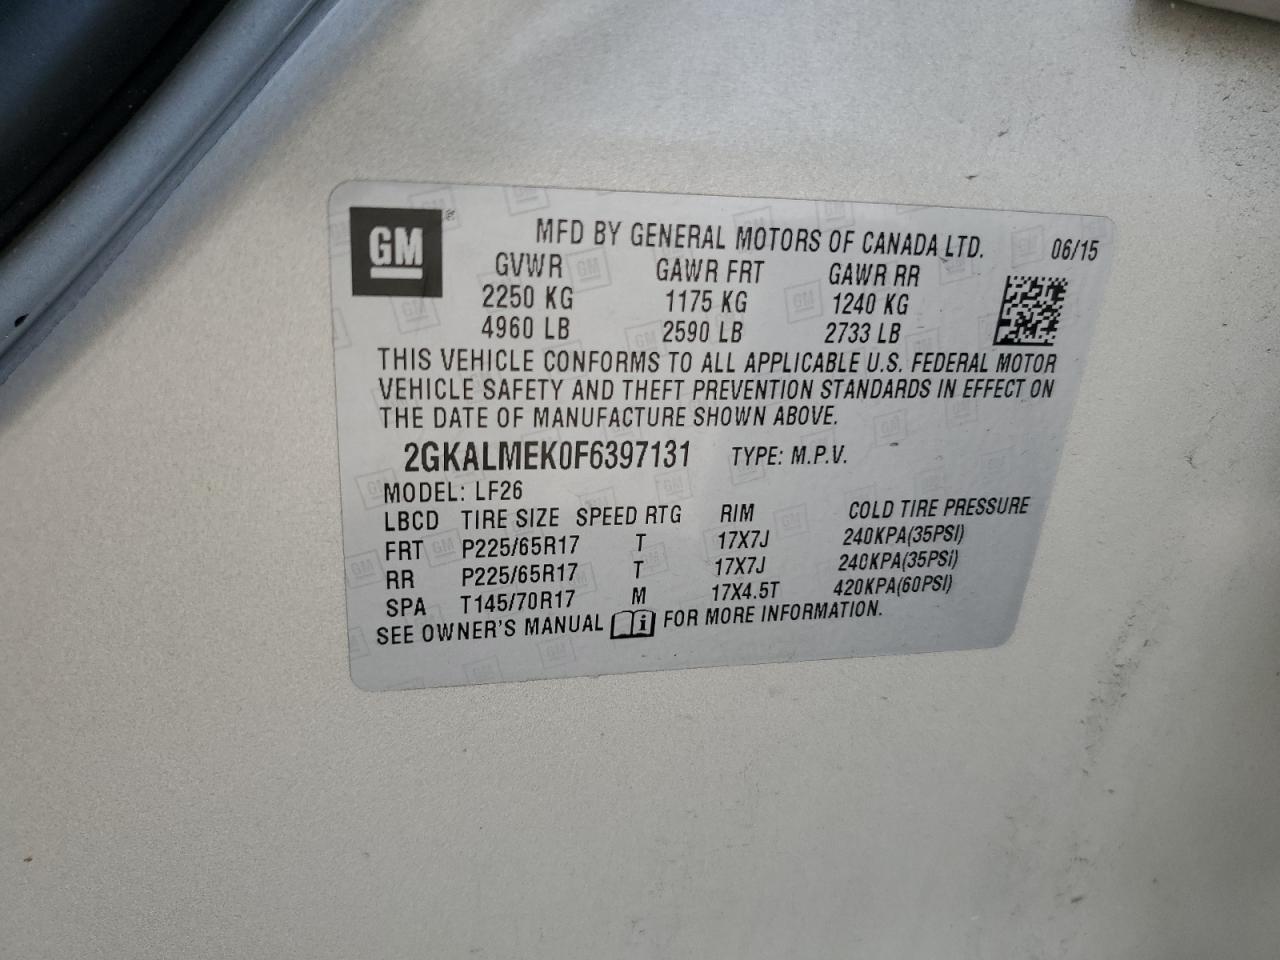 GM ®
MFD BY GENERAL MOTORS OF CANADA LTD. 06/15
GVWR GAWR FRT GAWR RR
2250 KG 1175 KG 1240 KG
4960 LB 2590 LB 2733 LB
THIS VEHICLE CONFORMS TO ALL APPLICABLE U.S. FEDERAL MOTOR
VEHICLE SAFETY AND THEFT PREVENTION STANDARDS IN EFFECT ON
THE DATE OF MANUFACTURE SHOWN ABOVE.
2GKALMEK0F6397131 TYPE: M.P.V.
MODEL: LF26
LBCD TIRE SIZE SPEED RTG RIM COLD TIRE PRESSURE
FRT P225/65R17 T 17X7J 240KPA(35PSI)
RR P225/65R17 T 17X7J 240KPA(35PSI)
SPA T145/70R17 M 17X4.5T 420KPA(60PSI)
SEE OWNER'S MANUAL i FOR MORE INFORMATION.